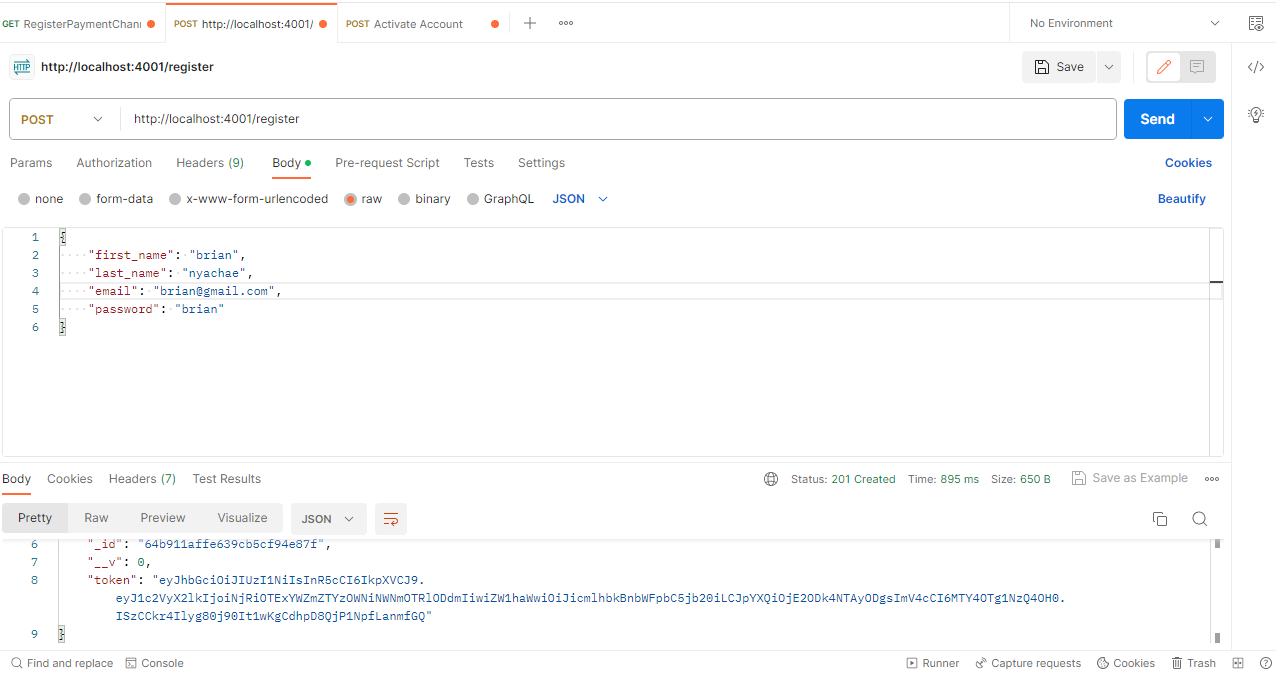 GET RegisterPaymentChann
POST http://localhost:4001/
POST Activate Account
No Environment
HTTP http://localhost:4001/register
Save
POST http://localhost:4001/register
Send
Params Authorization Headers (9) Body Pre-request Script Tests Settings Cookies
none form-data x-www-form-urlencoded raw binary GraphQL JSON Beautify
1 {
2 "first_name": "brian",
3 "last_name": "nyachae",
4 "email": "brian@gmail.com",
5 "password": "brian"
6 }
Body Cookies Headers (7) Test Results Status: 201 Created Time: 895 ms Size: 650 B Save as Example
Pretty Raw Preview Visualize JSON
6 "_id": "64b911affe639cb5cf94e87f",
7 "__v": 0,
8 "token": "eyJhbGciOiJIUzI1NiIsInR5cCI6IkpXVCJ9.
eyJ1c2VyX2lkIjoiNjRiOTExYWZmZTYzOWNiNWNmOTRlODdmIiwiZW1haWwiOiJicmlhbkBnbWFpbC5jb20iLCJpYXQiOjE2ODk4NTAyODgsImV4cCI6MTY4OTg1NzQ4OH0.
ISzCCkr4Ilyg80j90It1wKgCdhpD8QjP1NpfLanmfGQ"
9 }
Find and replace Console Runner Capture requests Cookies Trash